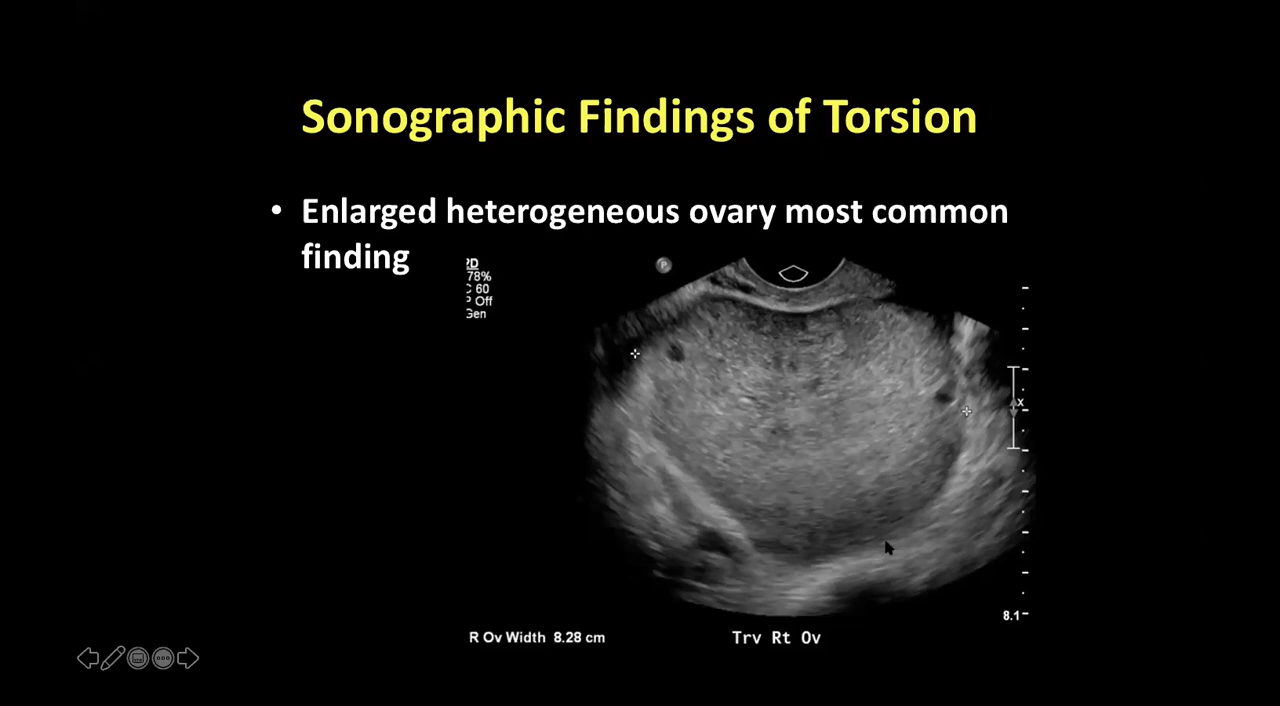 Sonographic Findings of Torsion
• Enlarged heterogeneous ovary most common
finding
2D
78%
C 60
P Off
Gen
P
x
8.1
R Ov Width 8.28 cm
Trv Rt Ov